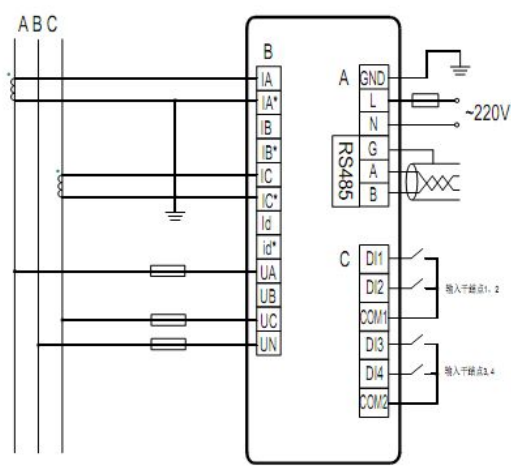 A B C
B
IA
IA*
IB
IB*
IC
IC*
Id
id*
UA
UB
UC
UN
A
GND
L
N
~220V
RS485
G
A
B
C
DI1
DI2
COM1
DI3
DI4
COM2
输入干结点1、2
输入干结点3,4